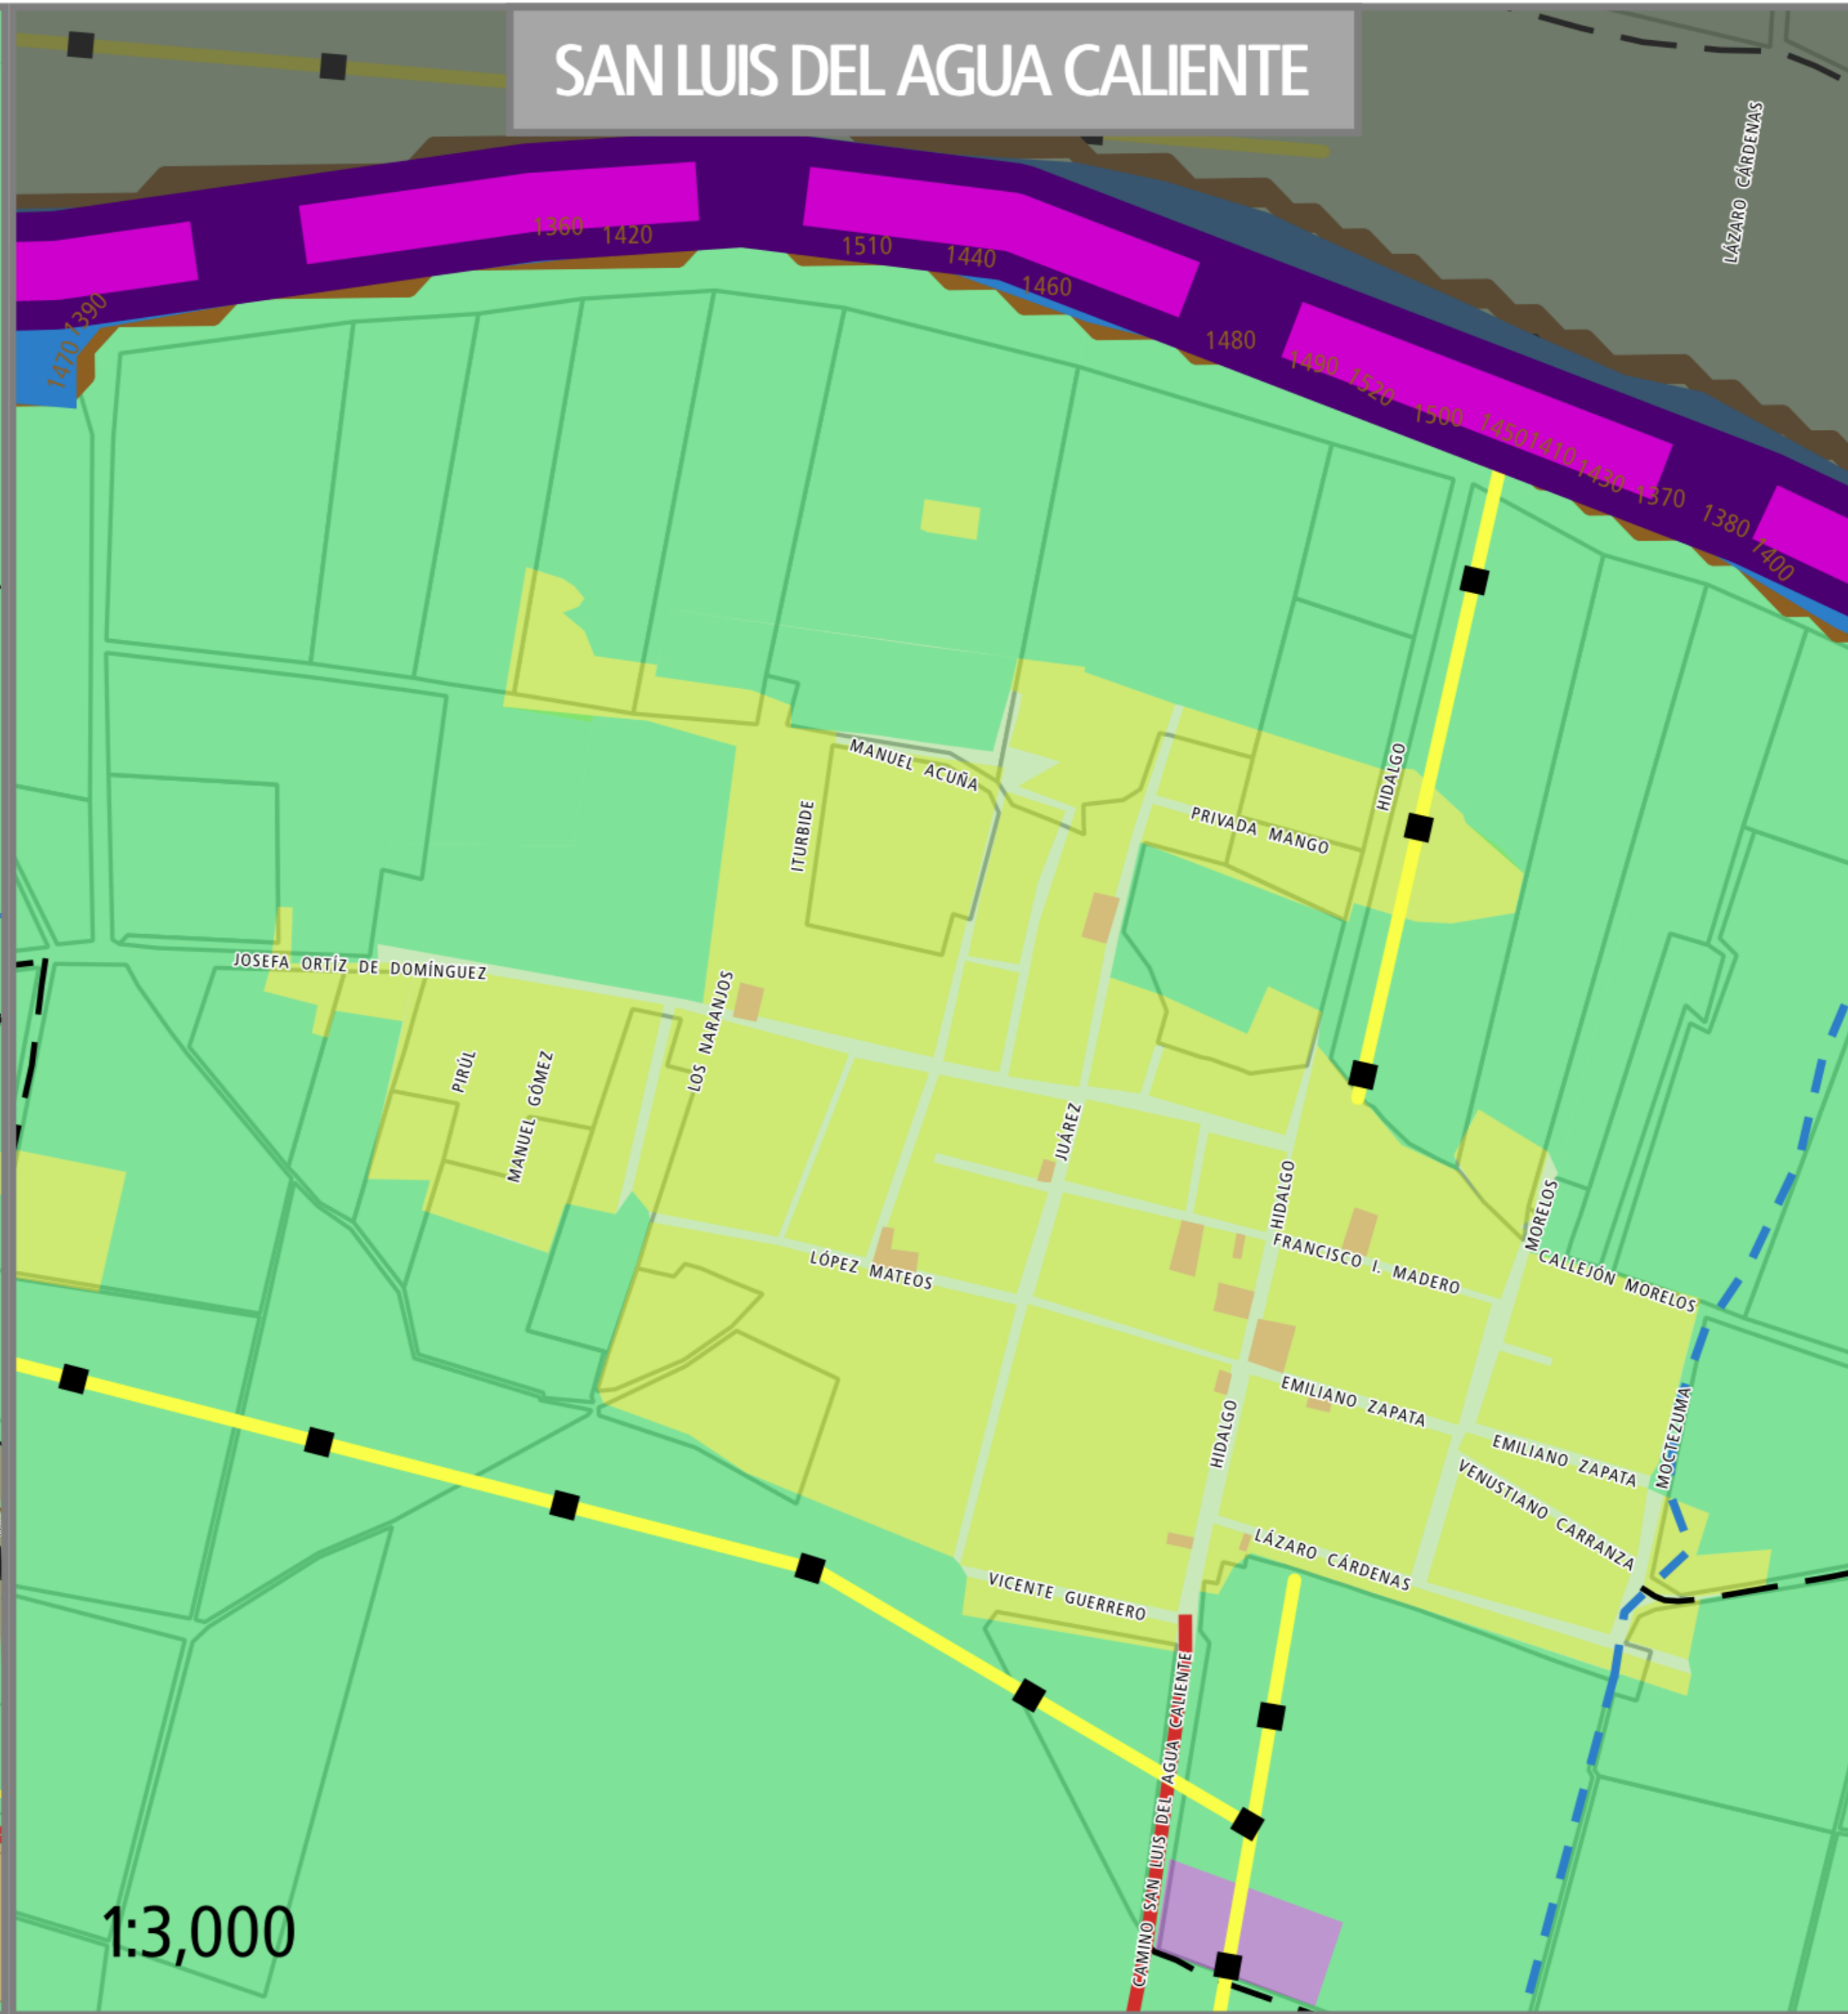 SAN LUIS DEL AGUA CALIENTE
LÁZARO CÁRDENAS
1360
1420
1510
1440
1460
1390
1470
1480
1490
1520
1500
1450
1410
1430
1370
1380
1400
MANUEL ACUÑA
HIDALGO
ITURBIDE
PRIVADA MANGO
JOSEFA ORTÍZ DE DOMÍNGUEZ
LOS NARANJOS
PIRÚL
MANUEL GÓMEZ
JUÁREZ
HIDALGO
MORELOS
FRANCISCO I. MADERO
CALLEJÓN MORELOS
LÓPEZ MATEOS
EMILIANO ZAPATA
HIDALGO
EMILIANO ZAPATA
MOCTEZUMA
VENUSTIANO CARRANZA
LÁZARO CÁRDENAS
VICENTE GUERRERO
CAMINO SAN LUIS DEL AGUA CALIENTE
1:3,000